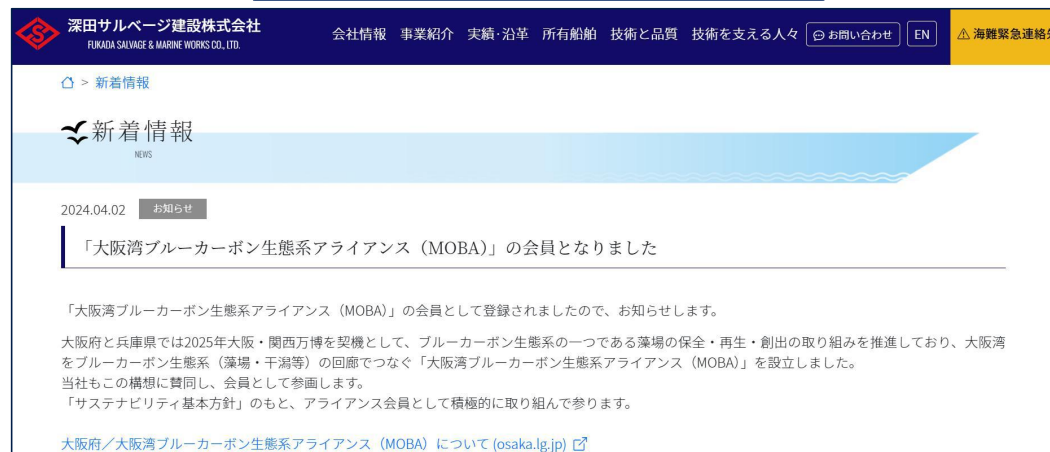 深田サルベージ建設株式会社
FUKADA SALVAGE & MARINE WORKS CO., LTD.
会社情報 事業紹介 実績·沿革 所有船舶 技術と品質 技術を支える人々 お問い合わせ EN 海難緊急連絡
> 新着情報
新着情報
NEWS
2024.04.02 お知らせ
「大阪湾ブルーカーボン生態系アライアンス（MOBA）」の会員となりました
「大阪湾ブルーカーボン生態系アライアンス（MOBA）」の会員として登録されましたので、お知らせします。
大阪府と兵庫県では2025年大阪・関西万博を契機として、ブルーカーボン生態系の一つである藻場の保全・再生・創出の取り組みを推進しており、大阪湾
をブルーカーボン生態系（藻場・干潟等）の回廊でつなぐ「大阪湾ブルーカーボン生態系アライアンス（MOBA）」を設立しました。
当社もこの構想に賛同し、会員として参画します。
「サステナビリティ基本方針」のもと、アライアンス会員として積極的に取り組んで参ります。
大阪府／大阪湾ブルーカーボン生態系アライアンス（MOBA）について (osaka.lg.jp)